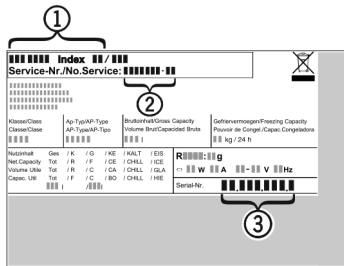 1
Index /
Service-Nr./No.Service: -
2
Klasse/Class Ap-Typ/AP-Type Bruttoinhalt/Gross Capacity Gefriervermoegen/Freezing Capacity
Classe/Clase AP-Type/AP-Tipo Volume Brut/Capacidad Bruta Pouvoir de Congel./Capac.Congeladora
l kg / 24 h
Nutzinhalt Ges / K / G / KE / KALT / EIS
Net.Capacity Tot / R / F / CE / CHILL / ICE
Volume Utile Tot / R / C / CA / CHILL / GLA
Capac. Util Tot / F / C / BO / CHILL / HIE
l / l
R : g
W A - V Hz
Serial-Nr. , , ,
3